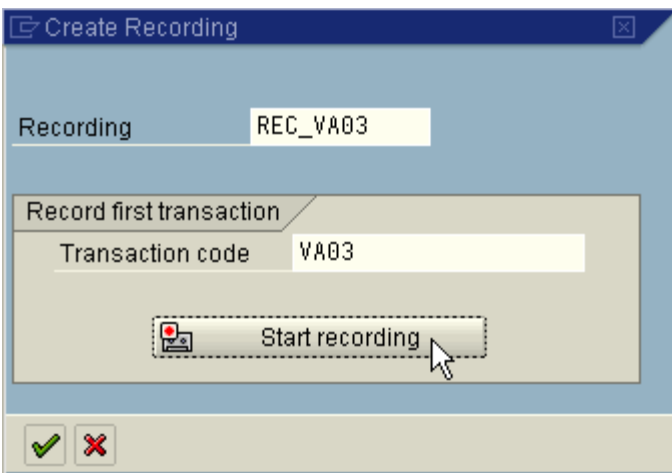 Create Recording
Recording REC_VA03
Record first transaction
Transaction code VA03
Start recording